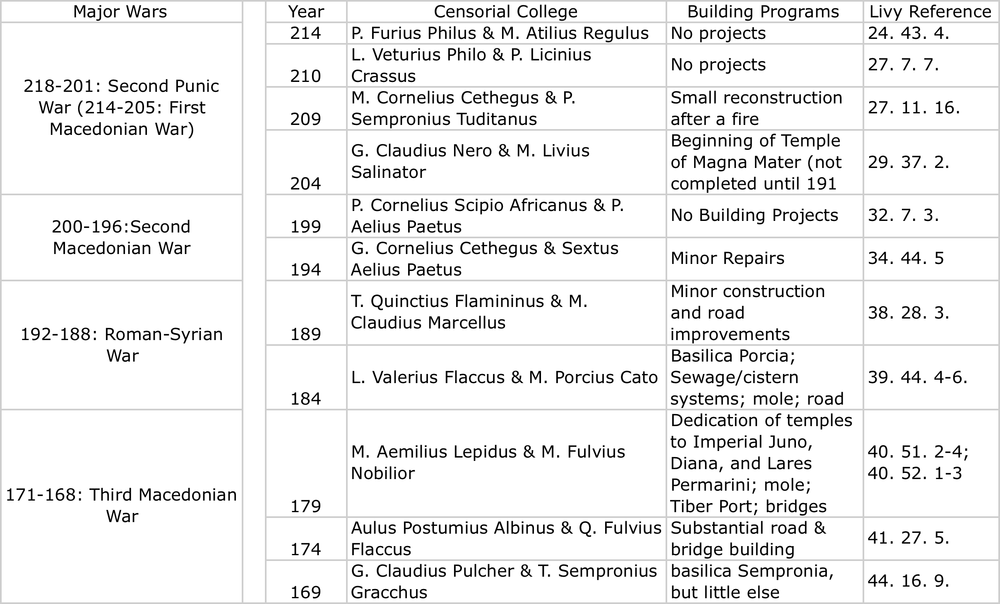 Major Wars
Year
Censorial College
Building Programs
Livy Reference
218-201: Second Punic
War (214-205: First
Macedonian War)
214
P. Furius Philus & M. Atilius Regulus
No projects
24. 43. 4.
210
L. Veturius Philo & P. Licinius
Crassus
No projects
27. 7. 7.
209
M. Cornelius Cethegus & P.
Sempronius Tuditanus
Small reconstruction
after a fire
27. 11. 16.
204
G. Claudius Nero & M. Livius
Salinator
Beginning of Temple
of Magna Mater (not
completed until 191
29. 37. 2.
200-196:Second
Macedonian War
199
P. Cornelius Scipio Africanus & P.
Aelius Paetus
No Building Projects
32. 7. 3.
194
G. Cornelius Cethegus & Sextus
Aelius Paetus
Minor Repairs
34. 44. 5
192-188: Roman-Syrian
War
189
T. Quinctius Flamininus & M.
Claudius Marcellus
Minor construction
and road
improvements
38. 28. 3.
184
L. Valerius Flaccus & M. Porcius Cato
Basilica Porcia;
Sewage/cistern
systems; mole; road
39. 44. 4-6.
171-168: Third Macedonian
War
179
M. Aemilius Lepidus & M. Fulvius
Nobilior
Dedication of temples
to Imperial Juno,
Diana, and Lares
Permarini; mole;
Tiber Port; bridges
40. 51. 2-4;
40. 52. 1-3
174
Aulus Postumius Albinus & Q. Fulvius
Flaccus
Substantial road &
bridge building
41. 27. 5.
169
G. Claudius Pulcher & T. Sempronius
Gracchus
basilica Sempronia,
but little else
44. 16. 9.